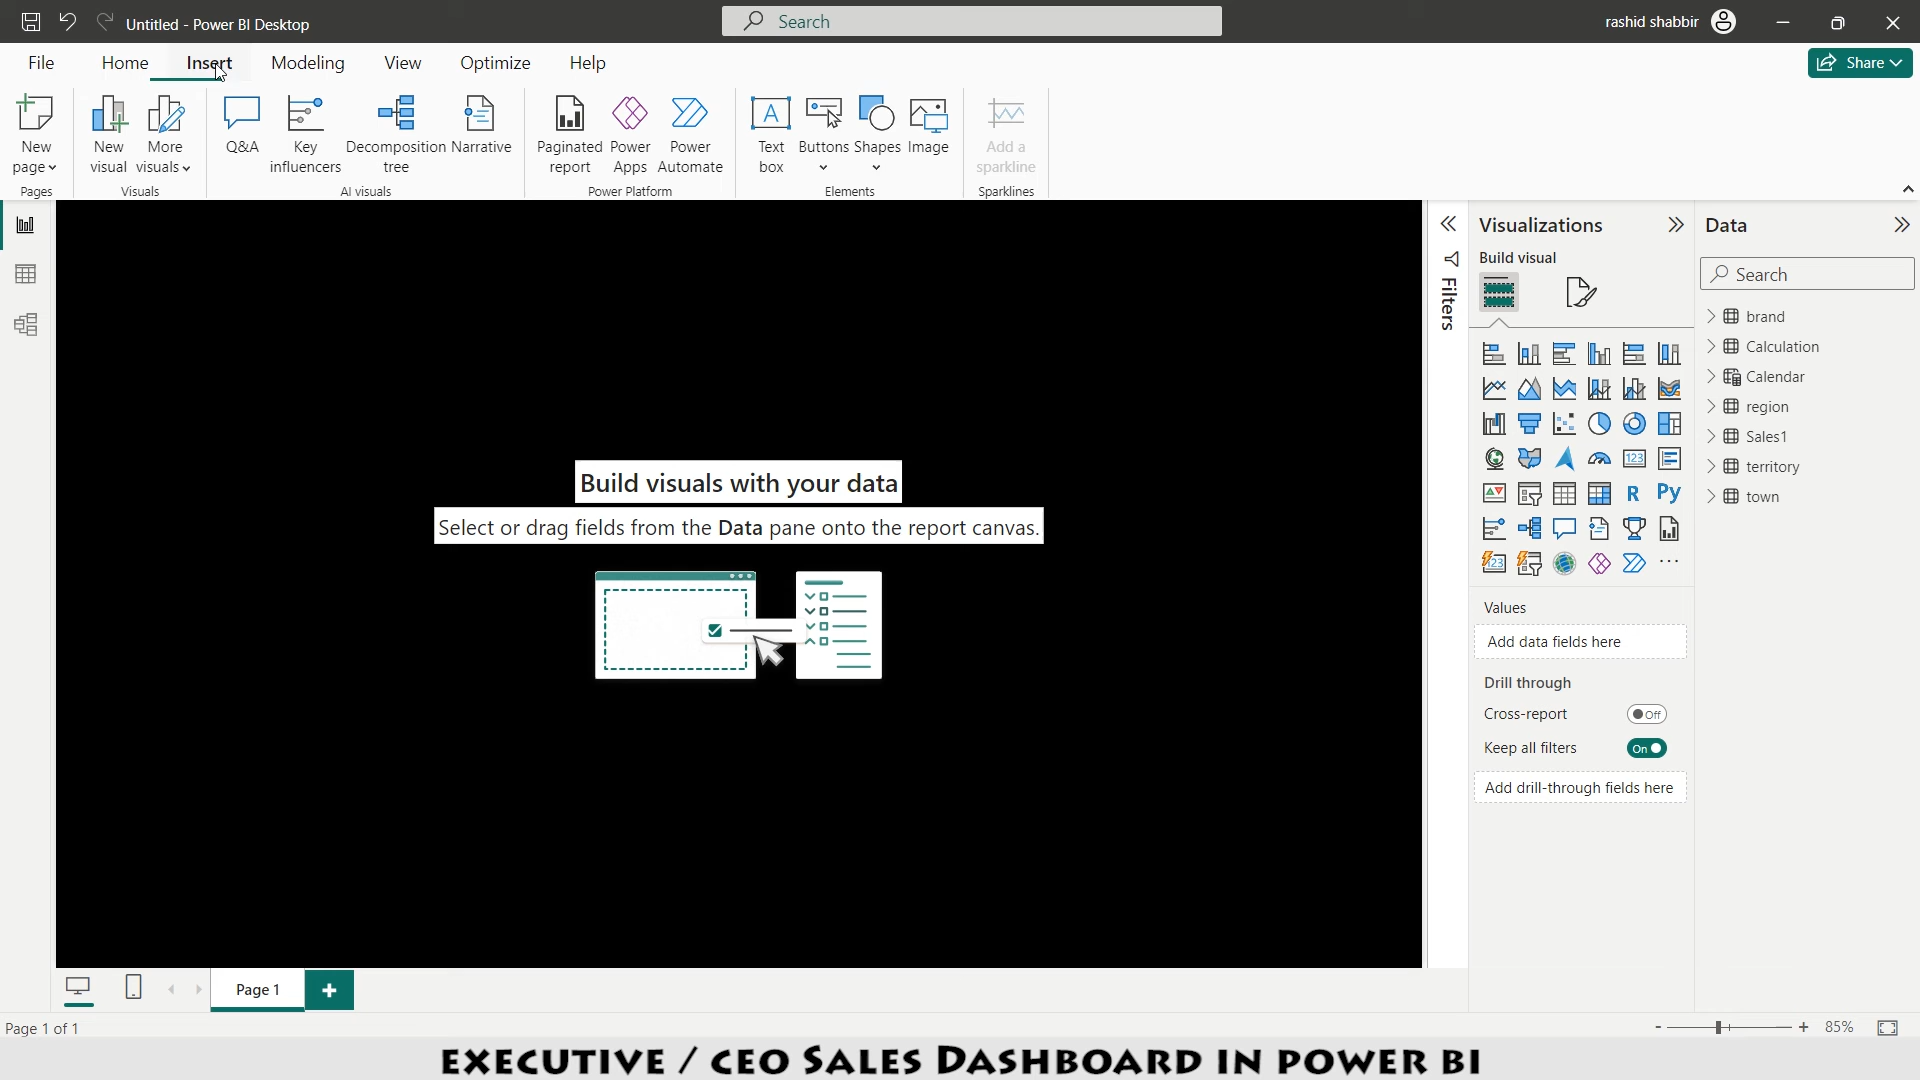 Untitled - Power BI Desktop
Search
rashid shabbir
File Home Insert Modeling View Optimize Help
Share
New page
Pages
New visual
More visuals
Visuals
Q&A
Key influencers
Decomposition tree
Narrative
AI visuals
Paginated report
Power Apps
Power Automate
Power Platform
Text box
Buttons
Shapes
Image
Elements
Add a sparkline
Sparklines
Build visuals with your data
Select or drag fields from the Data pane onto the report canvas.
Filters
Visualizations
Build visual
123
R
Py
123
Values
Add data fields here
Drill through
Cross-report
Off
Keep all filters
On
Add drill-through fields here
Data
Search
brand
Calculation
Calendar
region
Sales1
territory
town
Page 1
Page 1 of 1
- + 85%
EXECUTIVE / CEO SALES DASHBOARD IN POWER BI